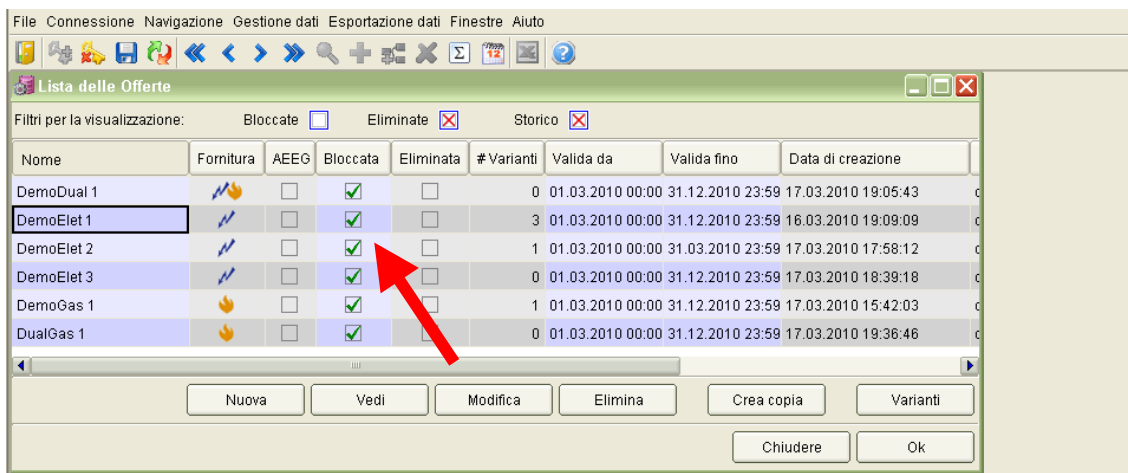 File Connessione Navigazione Gestione dati Esportazione dati Finestre Aiuto
Σ 12 ?
Lista delle Offerte
Filtri per la visualizzazione: Bloccate Eliminate Storico
Nome Fornitura AEEG Bloccata Eliminata # Varianti Valida da Valida fino Data di creazione
DemoDual 1 0 01.03.2010 00:00 31.12.2010 23:59 17.03.2010 19:05:43
DemoElet 1 3 01.03.2010 00:00 31.12.2010 23:59 16.03.2010 19:09:09
DemoElet 2 1 01.03.2010 00:00 31.03.2010 23:59 17.03.2010 17:58:12
DemoElet 3 0 01.03.2010 00:00 31.12.2010 23:59 17.03.2010 18:39:18
DemoGas 1 1 01.03.2010 00:00 31.12.2010 23:59 17.03.2010 15:42:03
DualGas 1 0 01.03.2010 00:00 31.12.2010 23:59 17.03.2010 19:36:46
Nuova Vedi Modifica Elimina Crea copia Varianti
Chiudere Ok